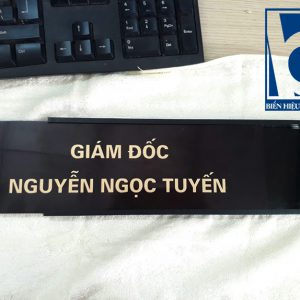 BIỂN HIỆU
GIÁM ĐỐC
NGUYỄN NGỌC TUYẾN